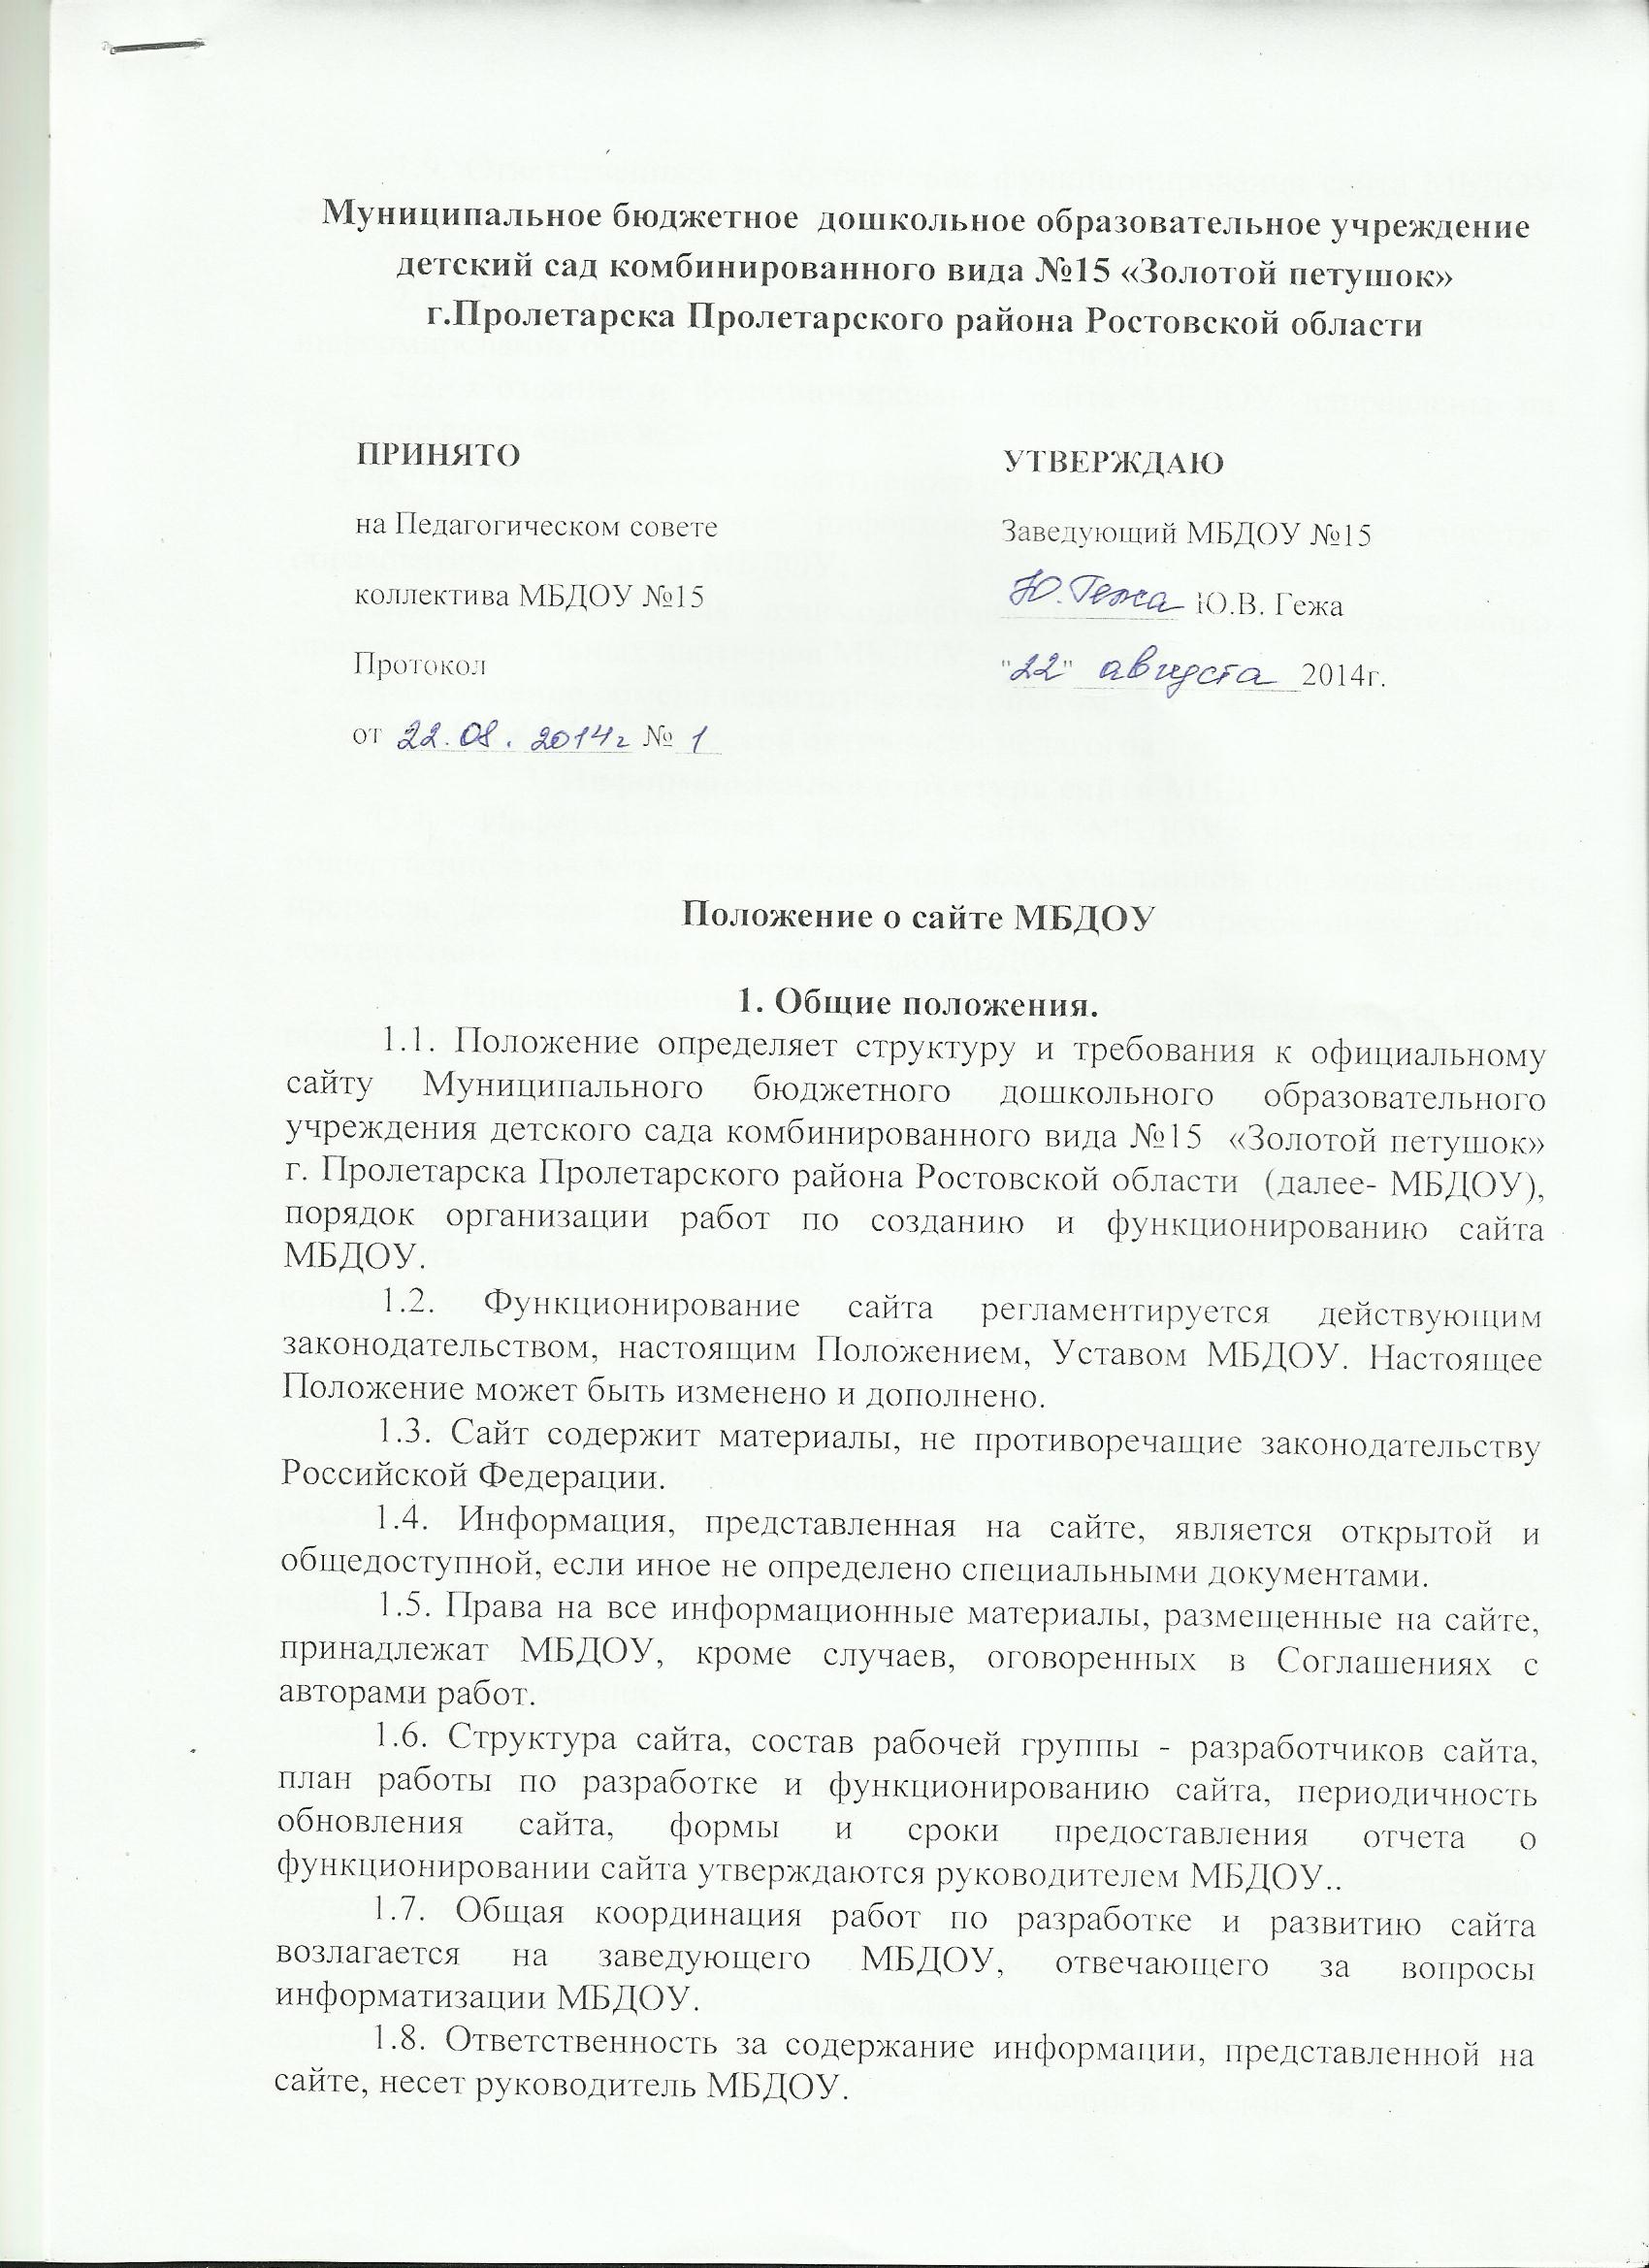 Муниципальное бюджетное дошкольное образовательное учреждение
детский сад комбинированного вида №15 «Золотой петушок»
г.Пролетарска Пролетарского района Ростовской области
ПРИНЯТО
на Педагогическом совете
коллектива МБДОУ №15
Протокол
от 22.08. 2014г № 1
УТВЕРЖДАЮ
Заведующий МБДОУ №15
Ю.Гежа Ю.В. Гежа
"22" августа 2014г.
Положение о сайте МБДОУ
1. Общие положения.
1.1. Положение определяет структуру и требования к официальному
сайту Муниципального бюджетного дошкольного образовательного
учреждения детского сада комбинированного вида №15 «Золотой петушок»
г. Пролетарска Пролетарского района Ростовской области (далее- МБДОУ),
порядок организации работ по созданию и функционированию сайта
МБДОУ.
1.2. Функционирование сайта регламентируется действующим
законодательством, настоящим Положением, Уставом МБДОУ. Настоящее
Положение может быть изменено и дополнено.
1.3. Сайт содержит материалы, не противоречащие законодательству
Российской Федерации.
1.4. Информация, представленная на сайте, является открытой и
общедоступной, если иное не определено специальными документами.
1.5. Права на все информационные материалы, размещенные на сайте,
принадлежат МБДОУ, кроме случаев, оговоренных в Соглашениях с
авторами работ.
1.6. Структура сайта, состав рабочей группы - разработчиков сайта,
план работы по разработке и функционированию сайта, периодичность
обновления сайта, формы и сроки предоставления отчета о
функционировании сайта утверждаются руководителем МБДОУ..
1.7. Общая координация работ по разработке и развитию сайта
возлагается на заведующего МБДОУ, отвечающего за вопросы
информатизации МБДОУ.
1.8. Ответственность за содержание информации, представленной на
сайте, несет руководитель МБДОУ.